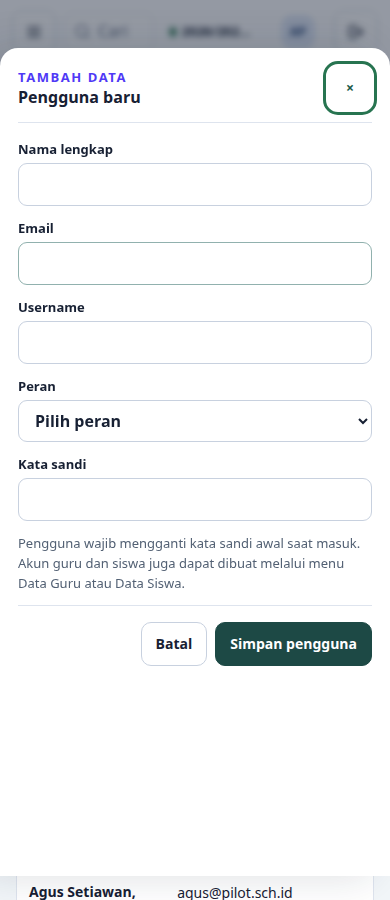 Cari
TAMBAH DATA
Pengguna baru
×
Nama lengkap
Email
Username
Peran
Pilih peran
Kata sandi
Pengguna wajib mengganti kata sandi awal saat masuk.
Akun guru dan siswa juga dapat dibuat melalui menu
Data Guru atau Data Siswa.
Batal
Simpan pengguna
Agus Setiawan,
agus@pilot.sch.id